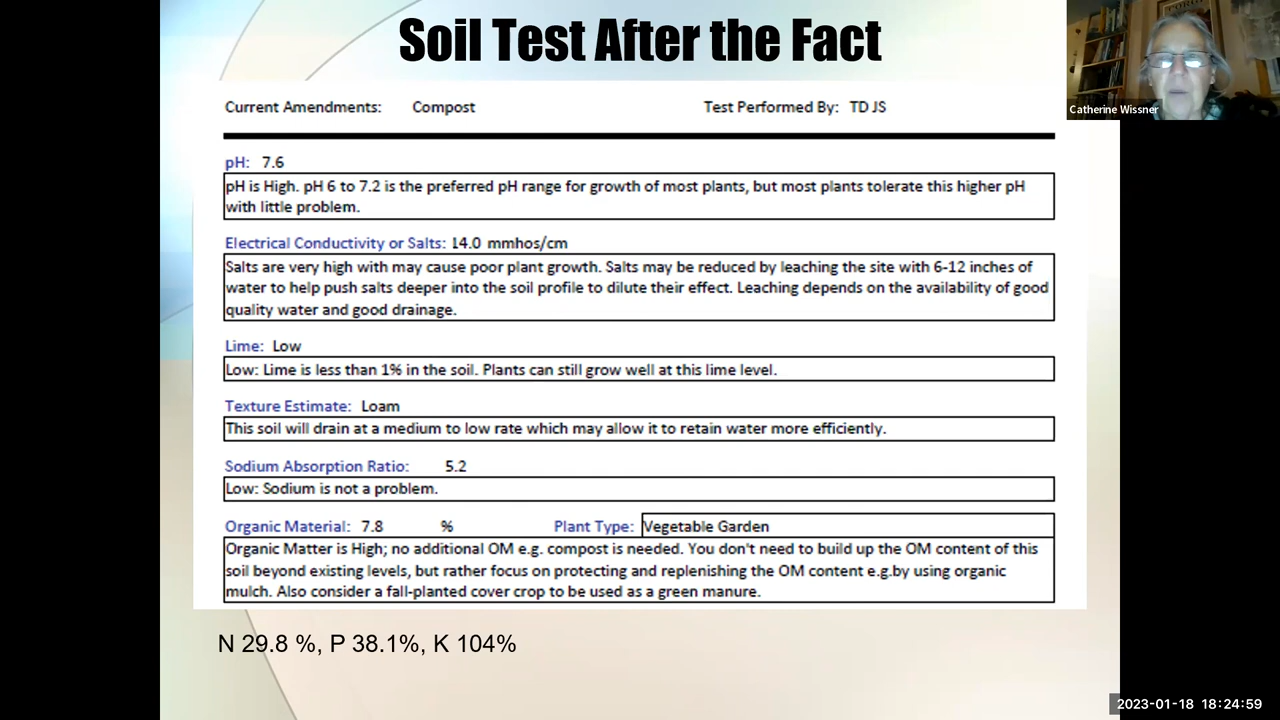 Soil Test After the Fact
Current Amendments: Compost Test Performed By: TD JS
pH: 7.6
pH is High. pH 6 to 7.2 is the preferred pH range for growth of most plants, but most plants tolerate this higher pH
with little problem.
Electrical Conductivity or Salts: 14.0 mmhos/cm
Salts are very high with may cause poor plant growth. Salts may be reduced by leaching the site with 6-12 inches of
water to help push salts deeper into the soil profile to dilute their effect. Leaching depends on the availability of good
quality water and good drainage.
Lime: Low
Low: Lime is less than 1% in the soil. Plants can still grow well at this lime level.
Texture Estimate: Loam
This soil will drain at a medium to low rate which may allow it to retain water more efficiently.
Sodium Absorption Ratio: 5.2
Low: Sodium is not a problem.
Organic Material: 7.8 % Plant Type: Vegetable Garden
Organic Matter is High; no additional OM e.g. compost is needed. You don't need to build up the OM content of this
soil beyond existing levels, but rather focus on protecting and replenishing the OM content e.g.by using organic
mulch. Also consider a fall-planted cover crop to be used as a green manure.
N 29.8 %, P 38.1%, K 104%
Catherine Wissner
2023-01-18 18:24:59